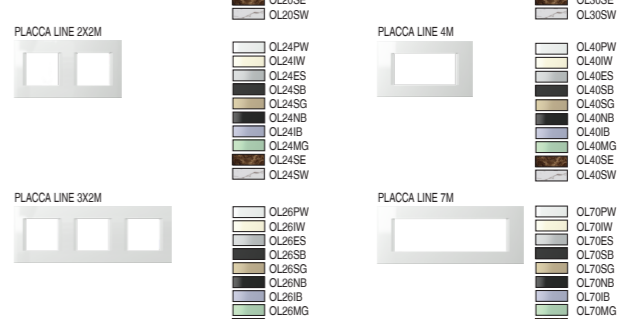 OL20SE
OL20SW
OL30SE
OL30SW
PLACCA LINE 2X2M
OL24PW
OL24IW
OL24ES
OL24SB
OL24SG
OL24NB
OL24IB
OL24MG
OL24SE
OL24SW
PLACCA LINE 4M
OL40PW
OL40IW
OL40ES
OL40SB
OL40SG
OL40NB
OL40IB
OL40MG
OL40SE
OL40SW
PLACCA LINE 3X2M
OL26PW
OL26IW
OL26ES
OL26SB
OL26SG
OL26NB
OL26IB
OL26MG
PLACCA LINE 7M
OL70PW
OL70IW
OL70ES
OL70SB
OL70SG
OL70NB
OL70IB
OL70MG